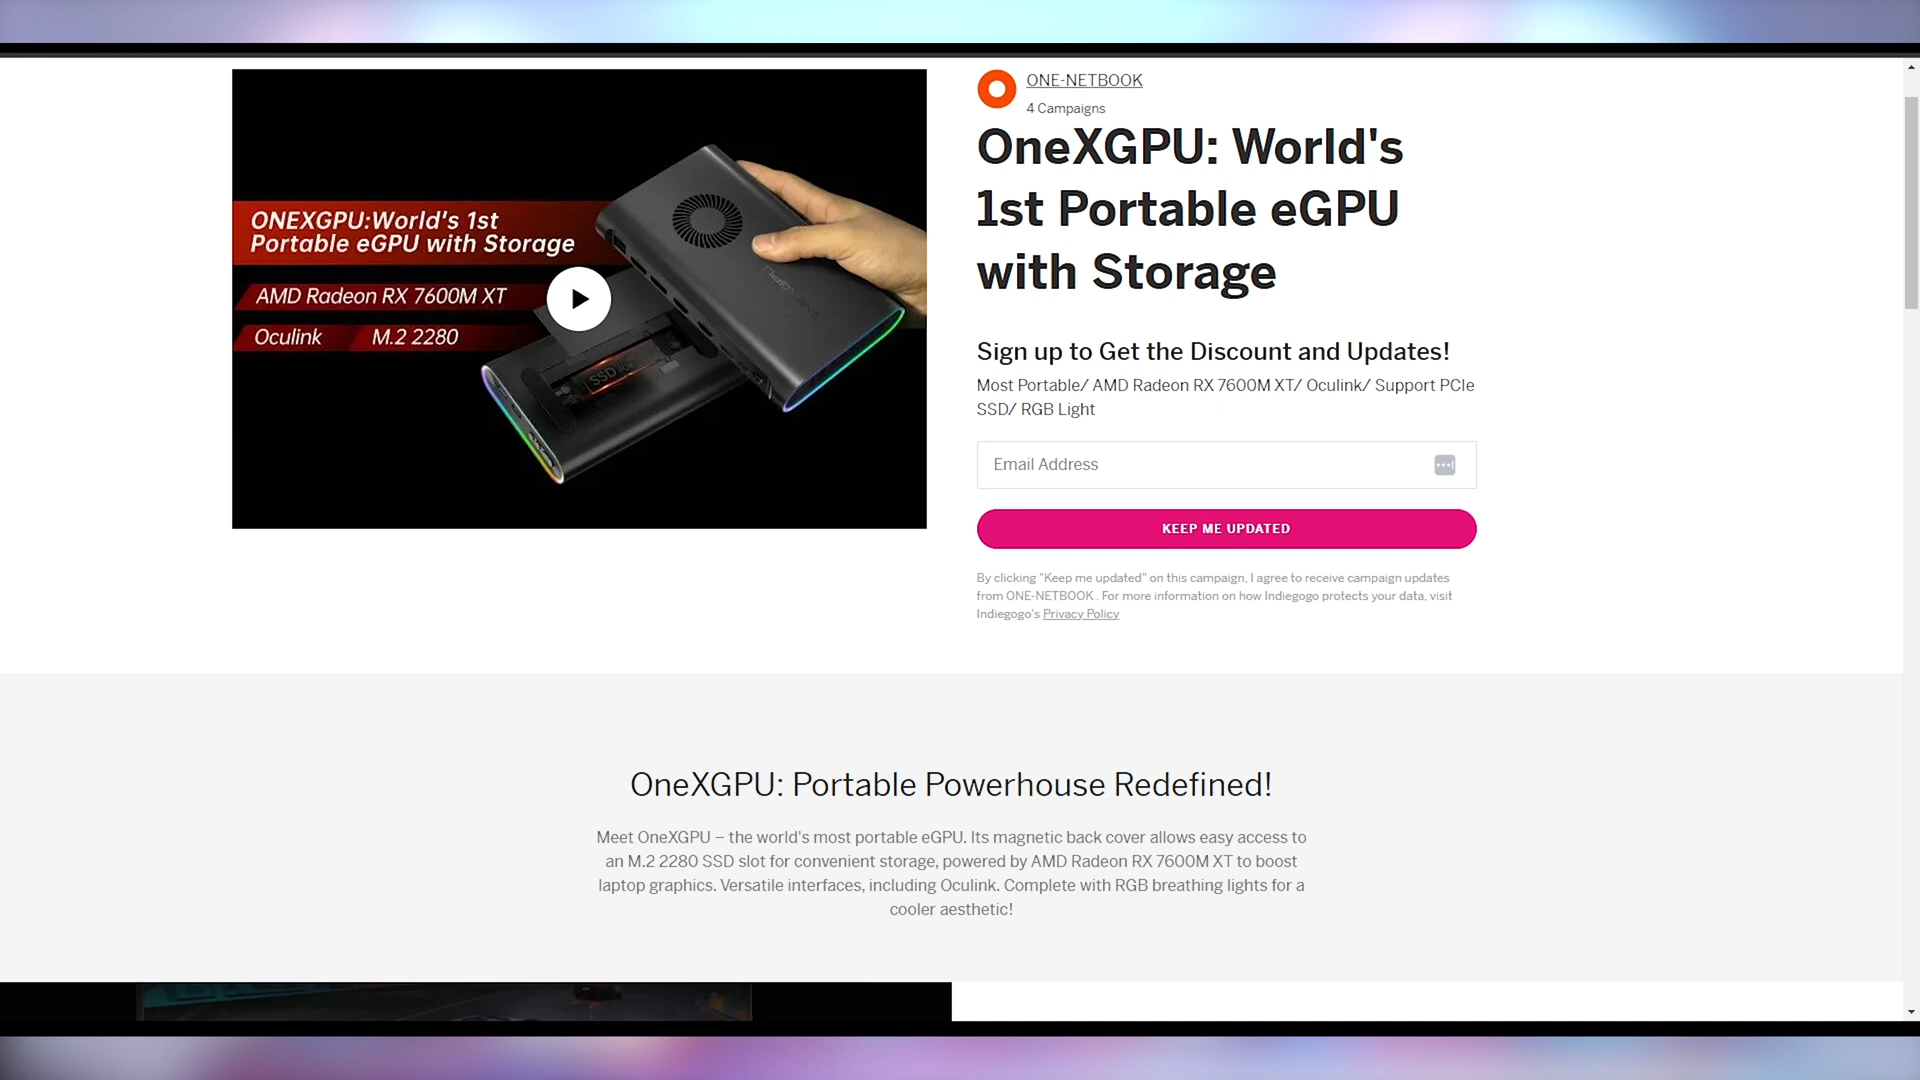 ONE-NETBOOK
4 Campaigns
OneXGPU: World's
1st Portable eGPU
with Storage
ONEXGPU:World's 1st
Portable eGPU with Storage
AMD Radeon RX 7600M XT
Oculink
M.2 2280
SSD
Sign up to Get the Discount and Updates!
Most Portable/ AMD Radeon RX 7600M XT/ Oculink/ Support PCIe
SSD/ RGB Light
Email Address
KEEP ME UPDATED
By clicking "Keep me updated" on this campaign, I agree to receive campaign updates
from ONE-NETBOOK . For more information on how Indiegogo protects your data, visit
Indiegogo's Privacy Policy
OneXGPU: Portable Powerhouse Redefined!
Meet OneXGPU – the world's most portable eGPU. Its magnetic back cover allows easy access to
an M.2 2280 SSD slot for convenient storage, powered by AMD Radeon RX 7600M XT to boost
laptop graphics. Versatile interfaces, including Oculink. Complete with RGB breathing lights for a
cooler aesthetic!